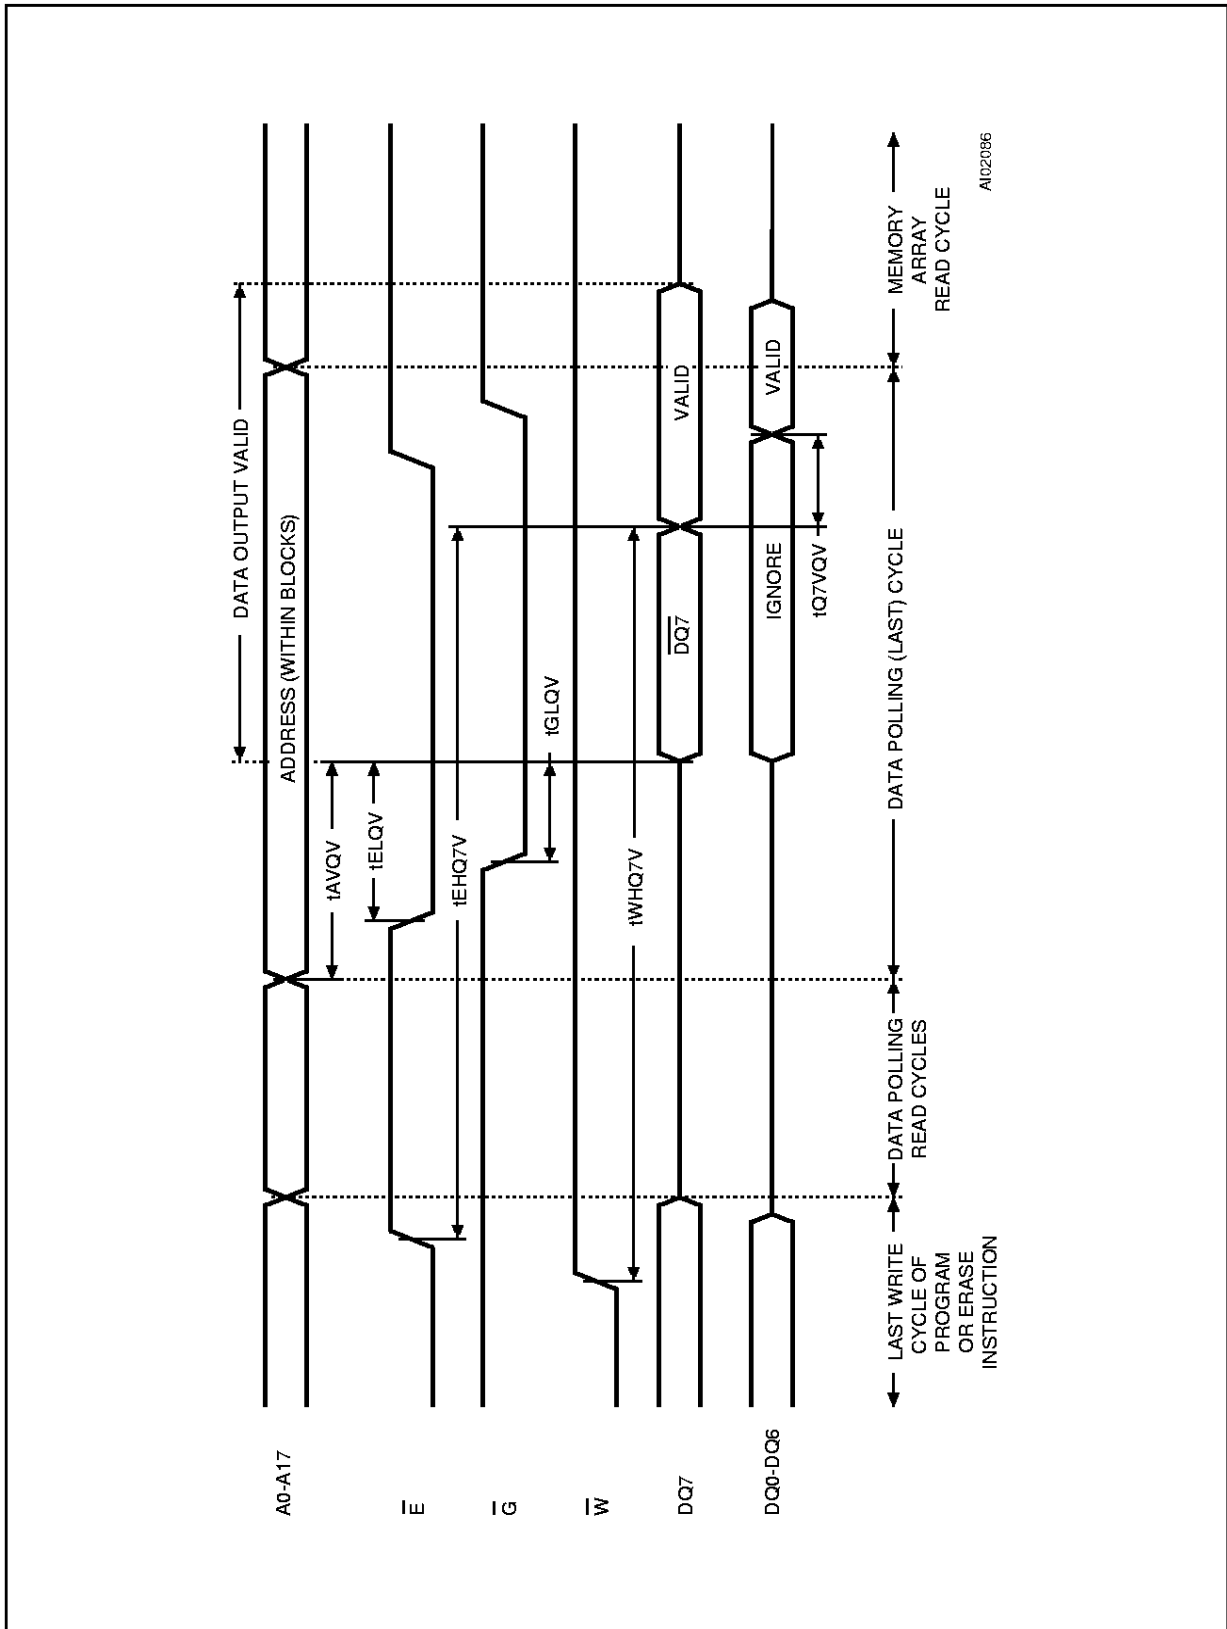 DATA OUTPUT VALID
A0-A17
ADDRESS (WITHIN BLOCKS)
tAVQV
tELQV
E̅
tEHQ7V
G̅
tGLQV
W̅
tWHQ7V
DQ7
D̅Q̅7̅
VALID
DQ0-DQ6
IGNORE
VALID
tQ7VQV
LAST WRITE
CYCLE OF
PROGRAM
OR ERASE
INSTRUCTION
DATA POLLING
READ CYCLES
DATA POLLING (LAST) CYCLE
MEMORY
ARRAY
READ CYCLE
AI02086